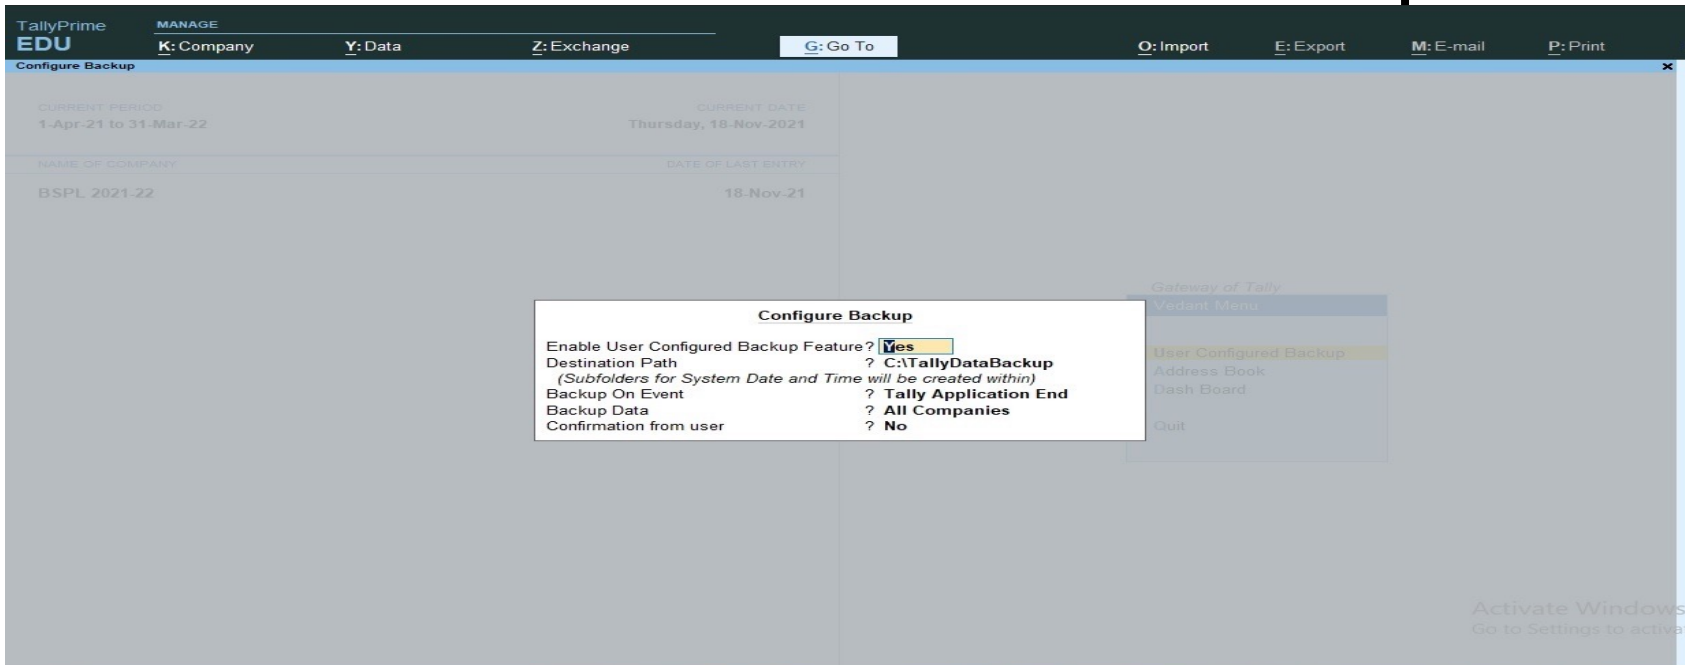 TallyPrime
EDU
MANAGE
K: Company Y: Data Z: Exchange G: Go To O: Import E: Export M: E-mail P: Print
Configure Backup
CURRENT PERIOD CURRENT DATE
1-Apr-21 to 31-Mar-22 Thursday, 18-Nov-2021
NAME OF COMPANY DATE OF LAST ENTRY
BSPL 2021-22 18-Nov-21
Gateway of Tally
Vedant Menu
User Configured Backup
Address Book
Dash Board
Quit
Configure Backup
Enable User Configured Backup Feature ? Yes
Destination Path ? C:\TallyDataBackup
(Subfolders for System Date and Time will be created within)
Backup On Event ? Tally Application End
Backup Data ? All Companies
Confirmation from user ? No
Activate Windows
Go to Settings to activa